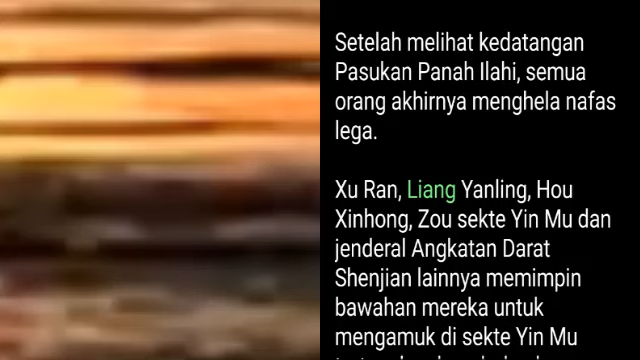 Setelah melihat kedatangan
Pasukan Panah Ilahi, semua
orang akhirnya menghela nafas
lega.
Xu Ran, Liang Yanling, Hou
Xinhong, Zou sekte Yin Mu dan
jenderal Angkatan Darat
Shenjian lainnya memimpin
bawahan mereka untuk
mengamuk di sekte Yin Mu